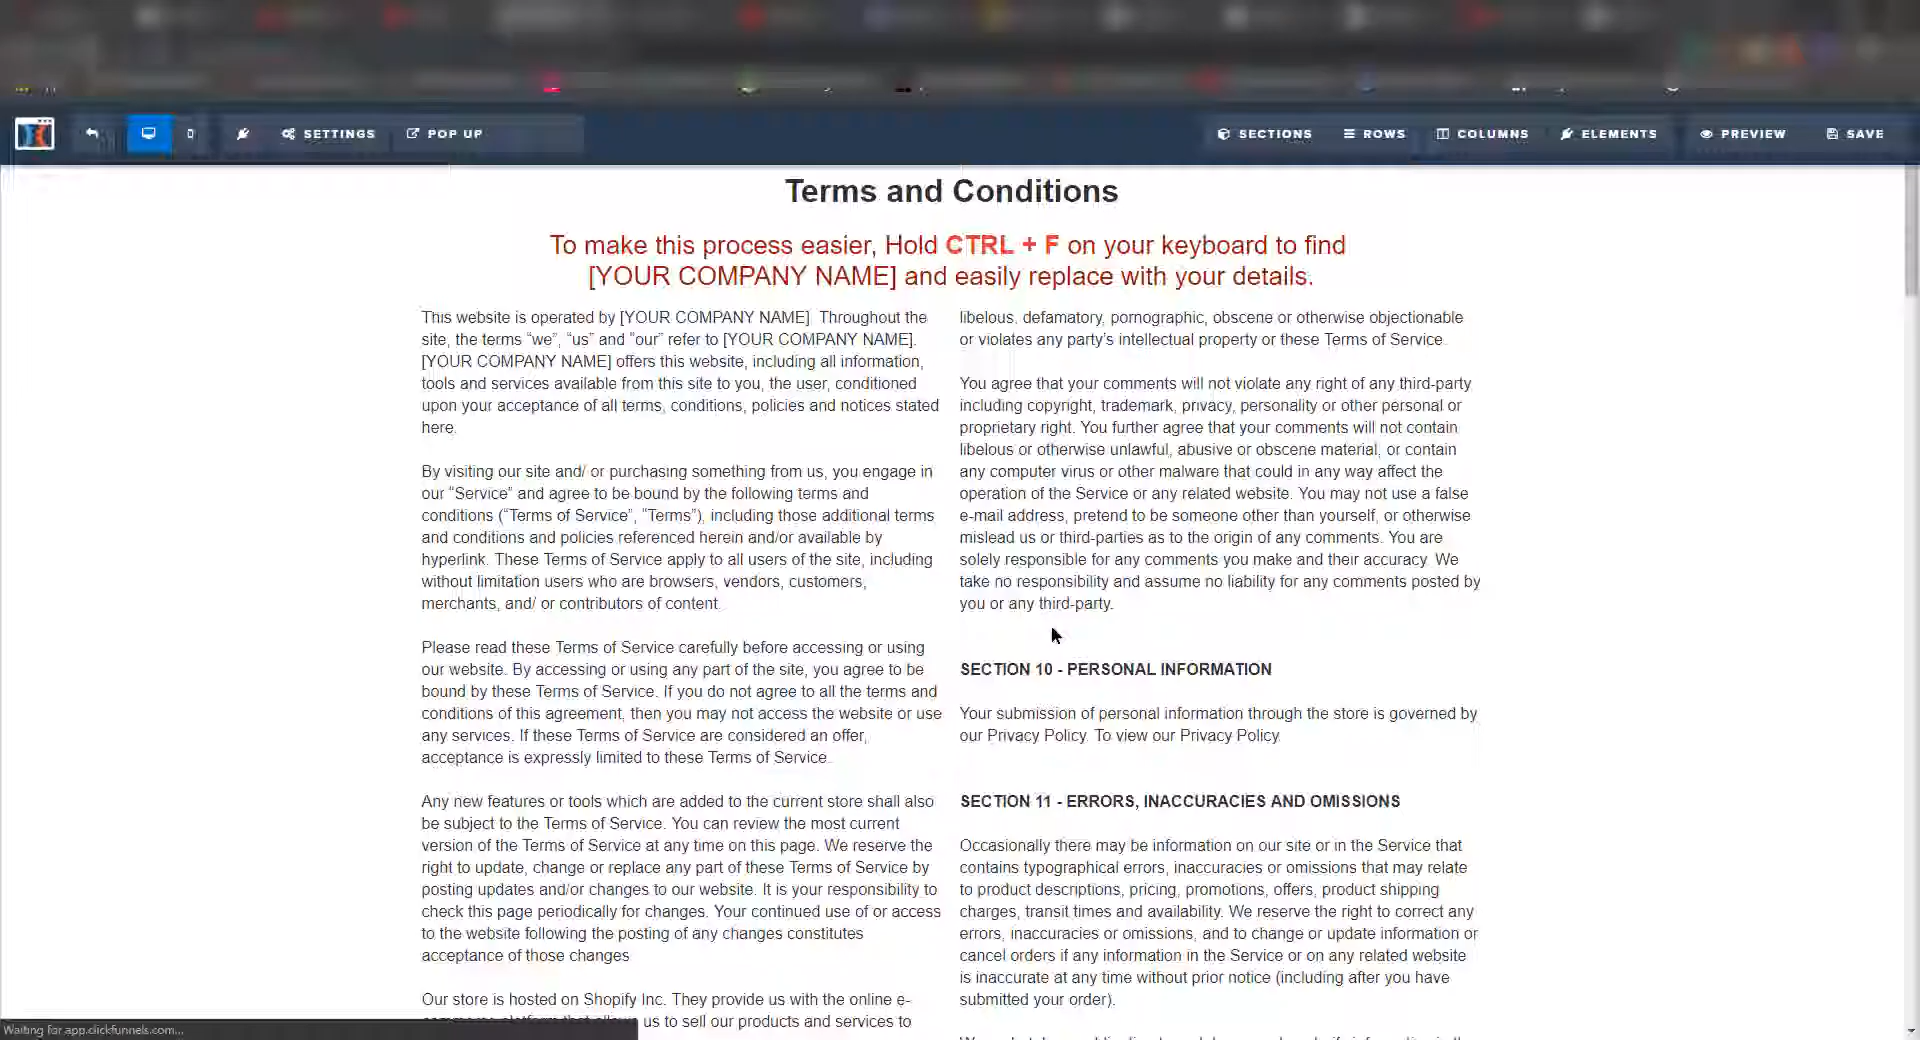 SETTINGS
POP UP
SECTIONS
ROWS
COLUMNS
ELEMENTS
PREVIEW
SAVE
Terms and Conditions
To make this process easier, Hold CTRL + F on your keyboard to find
[YOUR COMPANY NAME] and easily replace with your details.
This website is operated by [YOUR COMPANY NAME]. Throughout the
site, the terms “we”, “us” and “our” refer to [YOUR COMPANY NAME].
[YOUR COMPANY NAME] offers this website, including all information,
tools and services available from this site to you, the user, conditioned
upon your acceptance of all terms, conditions, policies and notices stated
here.
By visiting our site and/ or purchasing something from us, you engage in
our “Service” and agree to be bound by the following terms and
conditions (“Terms of Service”, “Terms”), including those additional terms
and conditions and policies referenced herein and/or available by
hyperlink. These Terms of Service apply to all users of the site, including
without limitation users who are browsers, vendors, customers,
merchants, and/ or contributors of content.
Please read these Terms of Service carefully before accessing or using
our website. By accessing or using any part of the site, you agree to be
bound by these Terms of Service. If you do not agree to all the terms and
conditions of this agreement, then you may not access the website or use
any services. If these Terms of Service are considered an offer,
acceptance is expressly limited to these Terms of Service.
Any new features or tools which are added to the current store shall also
be subject to the Terms of Service. You can review the most current
version of the Terms of Service at any time on this page. We reserve the
right to update, change or replace any part of these Terms of Service by
posting updates and/or changes to our website. It is your responsibility to
check this page periodically for changes. Your continued use of or access
to the website following the posting of any changes constitutes
acceptance of those changes
Our store is hosted on Shopify Inc. They provide us with the online e-
us to sell our products and services to
libelous, defamatory, pornographic, obscene or otherwise objectionable
or violates any party’s intellectual property or these Terms of Service.
You agree that your comments will not violate any right of any third-party
including copyright, trademark, privacy, personality or other personal or
proprietary right. You further agree that your comments will not contain
libelous or otherwise unlawful, abusive or obscene material, or contain
any computer virus or other malware that could in any way affect the
operation of the Service or any related website. You may not use a false
e-mail address, pretend to be someone other than yourself, or otherwise
mislead us or third-parties as to the origin of any comments. You are
solely responsible for any comments you make and their accuracy. We
take no responsibility and assume no liability for any comments posted by
you or any third-party.
SECTION 10 - PERSONAL INFORMATION
Your submission of personal information through the store is governed by
our Privacy Policy. To view our Privacy Policy.
SECTION 11 - ERRORS, INACCURACIES AND OMISSIONS
Occasionally there may be information on our site or in the Service that
contains typographical errors, inaccuracies or omissions that may relate
to product descriptions, pricing, promotions, offers, product shipping
charges, transit times and availability. We reserve the right to correct any
errors, inaccuracies or omissions, and to change or update information or
cancel orders if any information in the Service or on any related website
is inaccurate at any time without prior notice (including after you have
submitted your order).
Waiting for app.clickfunnels.com...